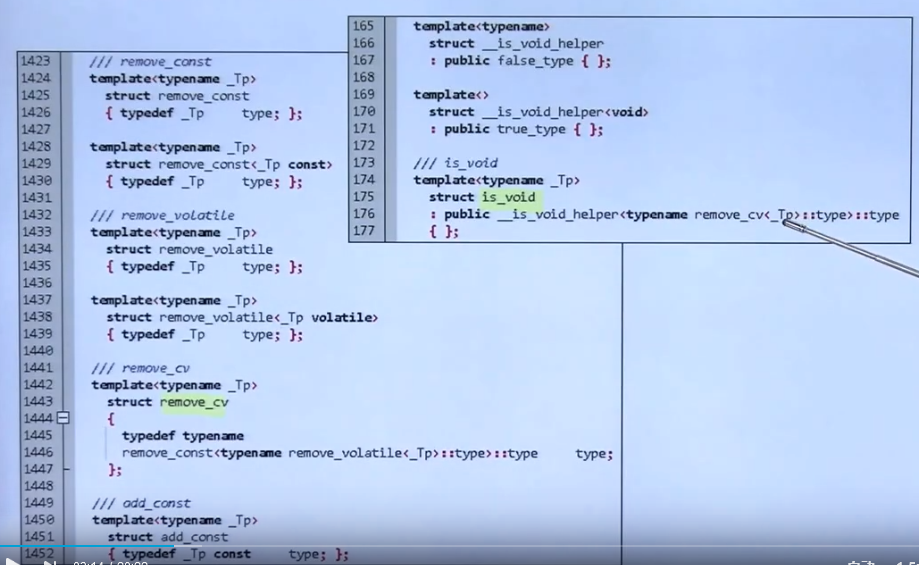 1423 /// remove_const
1424 template<typename _Tp>
1425 struct remove_const
1426 { typedef _Tp type; };
1427
1428 template<typename _Tp>
1429 struct remove_const<_Tp const>
1430 { typedef _Tp type; };
1431
1432 /// remove_volatile
1433 template<typename _Tp>
1434 struct remove_volatile
1435 { typedef _Tp type; };
1436
1437 template<typename _Tp>
1438 struct remove_volatile<_Tp volatile>
1439 { typedef _Tp type; };
1440
1441 /// remove_cv
1442 template<typename _Tp>
1443 struct remove_cv
1444 {
1445 typedef typename
1446 remove_const<typename remove_volatile<_Tp>::type>::type type;
1447 };
1448
1449 /// add_const
1450 template<typename _Tp>
1451 struct add_const
1452 { typedef _Tp const type; };
165 template<typename>
166 struct __is_void_helper
167 : public false_type { };
168
169 template<>
170 struct __is_void_helper<void>
171 : public true_type { };
172
173 /// is_void
174 template<typename _Tp>
175 struct is_void
176 : public __is_void_helper<typename remove_cv<_Tp>::type>::type
177 { };